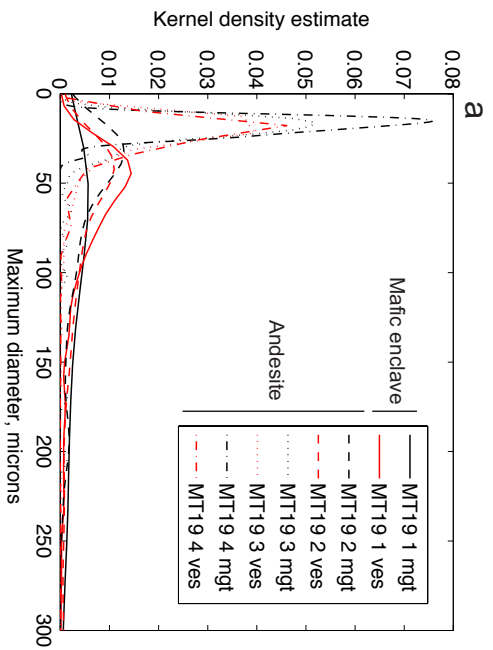 a
Kernel density estimate
0.08
0.07
0.06
0.05
0.04
0.03
0.02
0.01
0
0
50
100
150
200
250
300
Maximum diameter, microns
Mafic enclave
Andesite
MT19 1 mgt
MT19 1 ves
MT19 2 mgt
MT19 2 ves
MT19 3 mgt
MT19 3 ves
MT19 4 mgt
MT19 4 ves